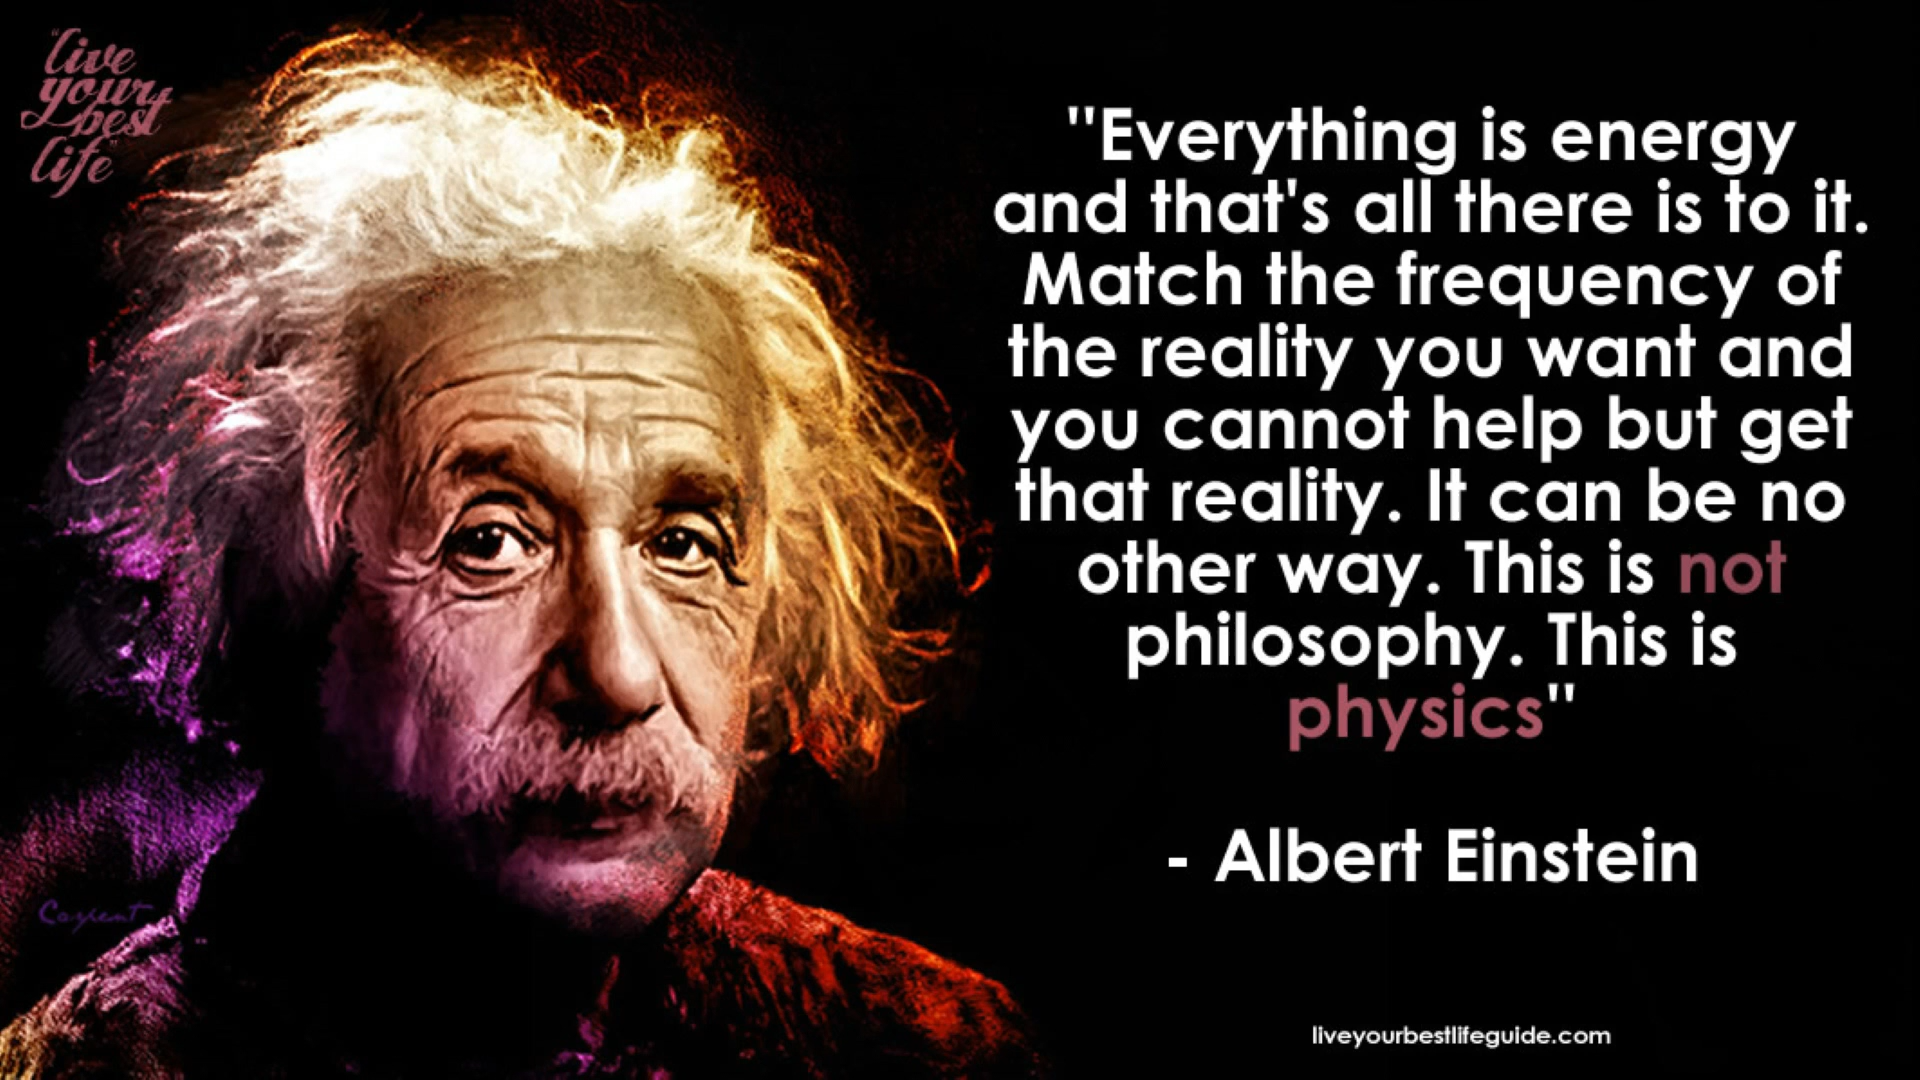 "live
your
best
life"
"Everything is energy
and that's all there is to it.
Match the frequency of
the reality you want and
you cannot help but get
that reality. It can be no
other way. This is not
philosophy. This is
physics"
- Albert Einstein
liveyourbestlifeguide.com